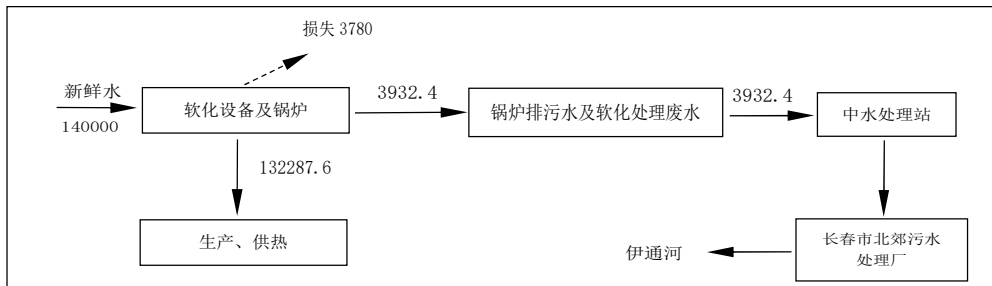 损失 3780
新鲜水
140000
软化设备及锅炉
3932.4
锅炉排污水及软化处理废水
3932.4
中水处理站
132287.6
生产、供热
伊通河
长春市北郊污水
处理厂